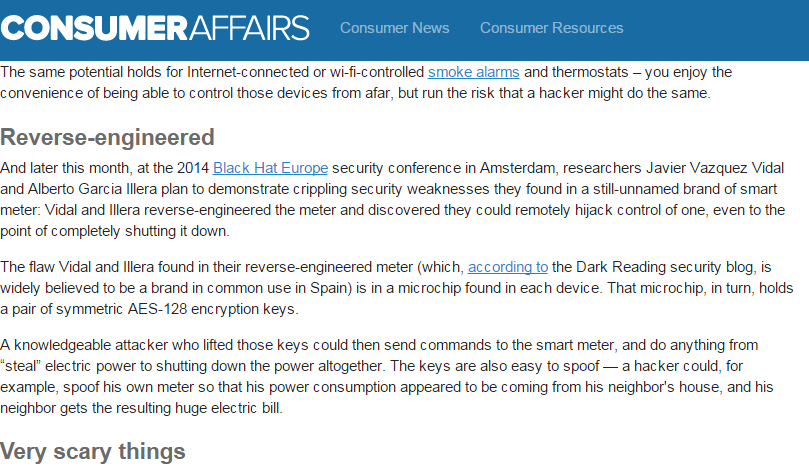 CONSUMERAFFAIRS Consumer News Consumer Resources
The same potential holds for Internet-connected or wi-fi-controlled smoke alarms and thermostats – you enjoy the
convenience of being able to control those devices from afar, but run the risk that a hacker might do the same.
Reverse-engineered
And later this month, at the 2014 Black Hat Europe security conference in Amsterdam, researchers Javier Vazquez Vidal
and Alberto Garcia Illera plan to demonstrate crippling security weaknesses they found in a still-unnamed brand of smart
meter: Vidal and Illera reverse-engineered the meter and discovered they could remotely hijack control of one, even to the
point of completely shutting it down.
The flaw Vidal and Illera found in their reverse-engineered meter (which, according to the Dark Reading security blog, is
widely believed to be a brand in common use in Spain) is in a microchip found in each device. That microchip, in turn, holds
a pair of symmetric AES-128 encryption keys.
A knowledgeable attacker who lifted those keys could then send commands to the smart meter, and do anything from
“steal” electric power to shutting down the power altogether. The keys are also easy to spoof — a hacker could, for
example, spoof his own meter so that his power consumption appeared to be coming from his neighbor's house, and his
neighbor gets the resulting huge electric bill.
Very scary things